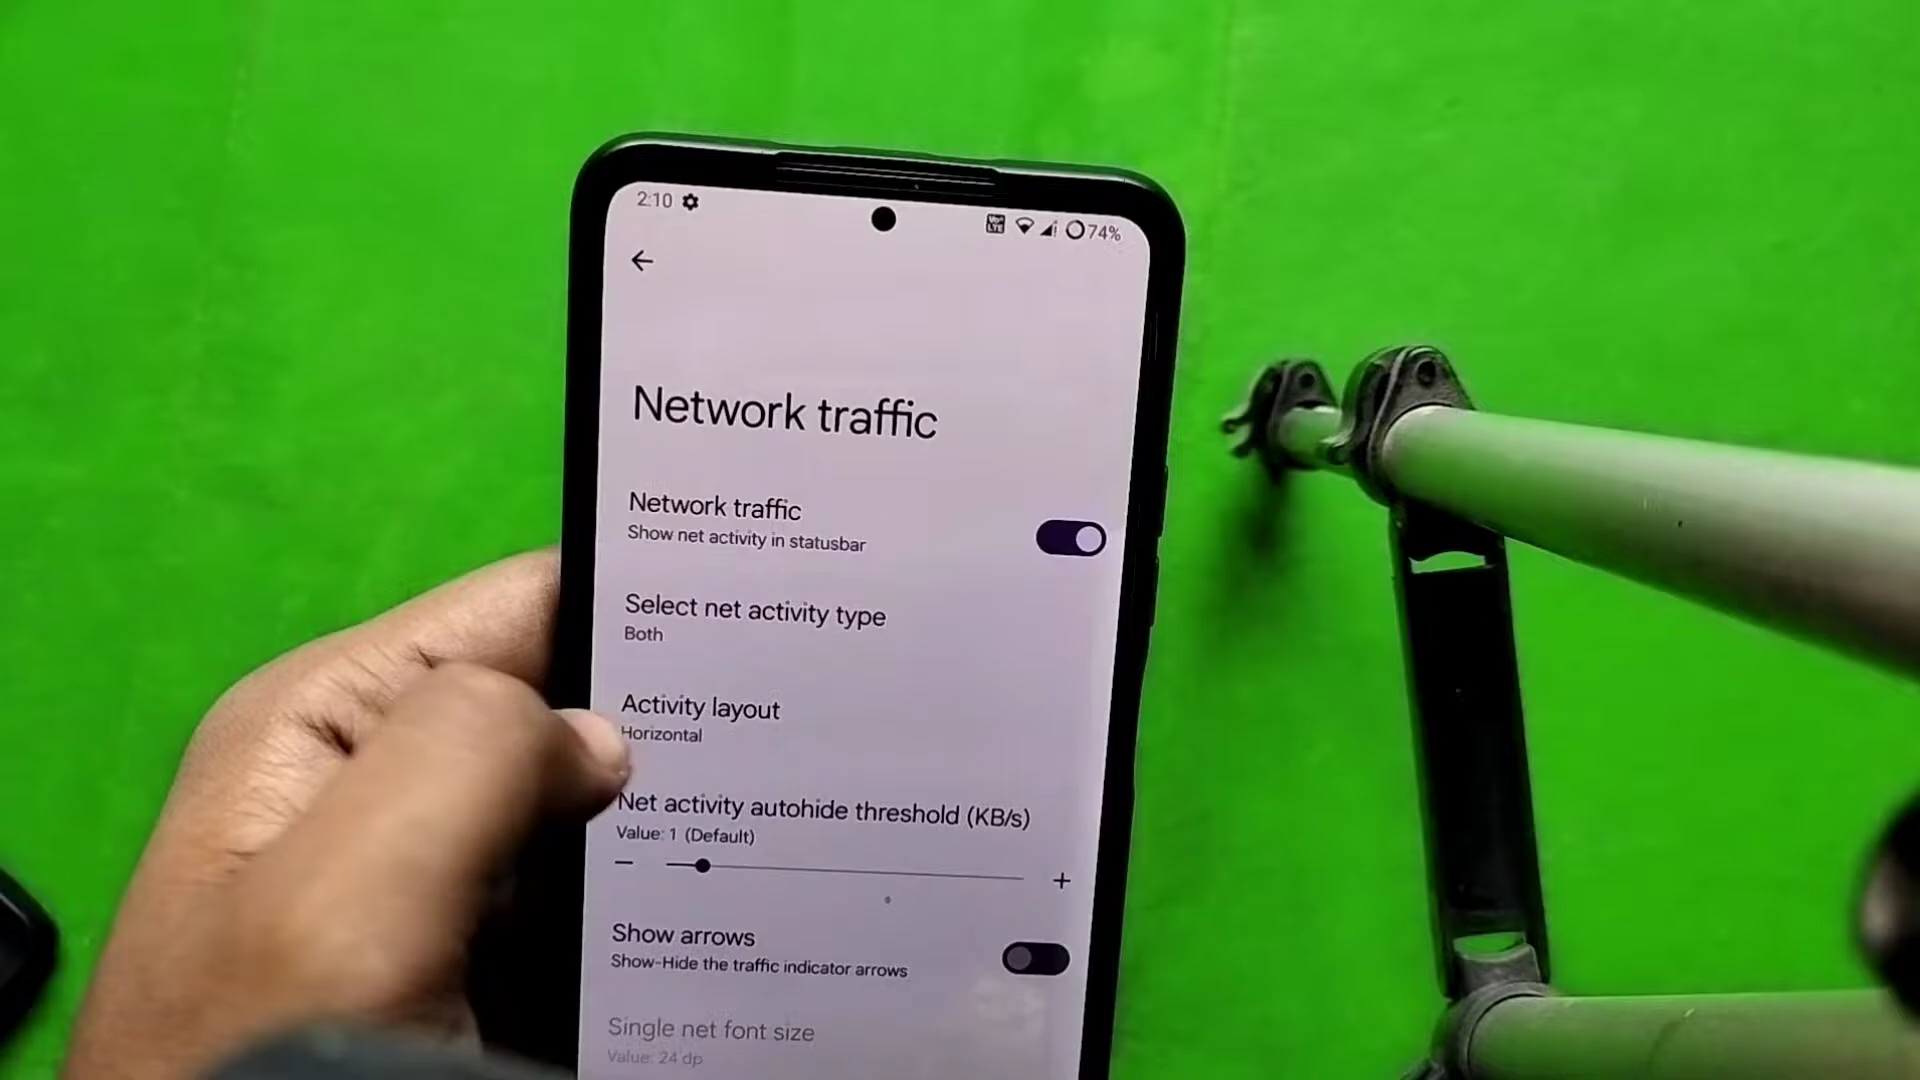 2:10
Vo LTE
74%
Network traffic
Network traffic
Show net activity in statusbar
Select net activity type
Both
Activity layout
Horizontal
Net activity autohide threshold (KB/s)
Value: 1 (Default)
Show arrows
Show-Hide the traffic indicator arrows
Single net font size
Value: 24 dp